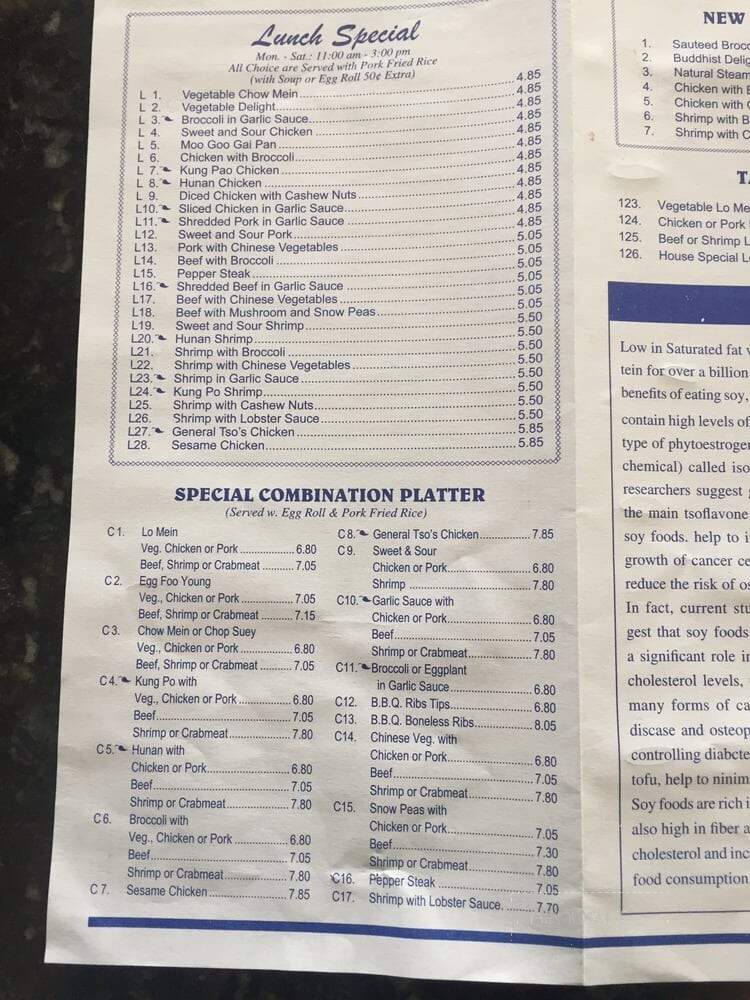 Lunch Special
Mon. - Sat.: 11:00 am - 3:00 pm
All Choice are Served with Pork Fried Rice
(with Soup or Egg Roll 50¢ Extra)
L 1. Vegetable Chow Mein 4.85
L 2. Vegetable Delight 4.85
L 3. Broccoli in Garlic Sauce 4.85
L 4. Sweet and Sour Chicken 4.85
L 5. Moo Goo Gai Pan 4.85
L 6. Chicken with Broccoli 4.85
L 7. Kung Pao Chicken 4.85
L 8. Hunan Chicken 4.85
L 9. Diced Chicken with Cashew Nuts 4.85
L10. Sliced Chicken in Garlic Sauce 4.85
L11. Shredded Pork in Garlic Sauce 4.85
L12. Sweet and Sour Pork 4.85
L13. Pork with Chinese Vegetables 5.05
L14. Beef with Broccoli 5.05
L15. Pepper Steak 5.05
L16. Shredded Beef in Garlic Sauce 5.05
L17. Beef with Chinese Vegetables 5.05
L18. Beef with Mushroom and Snow Peas 5.05
L19. Sweet and Sour Shrimp 5.50
L20. Hunan Shrimp 5.50
L21. Shrimp with Broccoli 5.50
L22. Shrimp with Chinese Vegetables 5.50
L23. Shrimp in Garlic Sauce 5.50
L24. Kung Po Shrimp 5.50
L25. Shrimp with Cashew Nuts 5.50
L26. Shrimp with Lobster Sauce 5.50
L27. General Tso's Chicken 5.85
L28. Sesame Chicken 5.85
SPECIAL COMBINATION PLATTER
(Served w. Egg Roll & Pork Fried Rice)
C 1. Lo Mein
Veg. Chicken or Pork 6.80
Beef, Shrimp or Crabmeat 7.05
C 2. Egg Foo Young
Veg., Chicken or Pork 7.05
Beef, Shrimp or Crabmeat 7.15
C 3. Chow Mein or Chop Suey
Veg., Chicken or Pork 6.80
Beef, Shrimp or Crabmeat 7.05
C 4. Kung Po with
Veg., Chicken or Pork 6.80
Beef 7.05
Shrimp or Crabmeat 7.80
C 5. Hunan with
Chicken or Pork 6.80
Beef 7.05
Shrimp or Crabmeat 7.80
C 6. Broccoli with
Veg., Chicken or Pork 6.80
Beef 7.05
Shrimp or Crabmeat 7.80
C 7. Sesame Chicken 7.85
C 8. General Tso's Chicken 7.85
C 9. Sweet & Sour
Chicken or Pork 6.80
Shrimp 7.80
C10. Garlic Sauce with
Chicken or Pork 6.80
Beef 7.05
Shrimp or Crabmeat 7.80
C11. Broccoli or Eggplant
in Garlic Sauce 6.80
C12. B.B.Q. Ribs Tips 6.80
C13. B.B.Q. Boneless Ribs 8.05
C14. Chinese Veg. with
Chicken or Pork 6.80
Beef 7.05
Shrimp or Crabmeat 7.80
C15. Snow Peas with
Chicken or Pork 7.05
Beef 7.30
Shrimp or Crabmeat 7.80
C16. Pepper Steak 7.05
C17. Shrimp with Lobster Sauce. 7.70
NEW
1. Sauteed Brocc
2. Buddhist Delig
3. Natural Steam
4. Chicken with
5. Chicken with
6. Shrimp with B
7. Shrimp with C
123. Vegetable Lo Me
124. Chicken or Pork
125. Beef or Shrimp L
126. House Special L
Low in Saturated fat
tein for over a billion
benefits of eating soy,
contain high levels of
type of phytoestroge
chemical) called iso
researchers suggest
the main tsoflavone
soy foods. help to i
growth of cancer ce
reduce the risk of os
In fact, current stu
gest that soy foods
a significant role i
cholesterol levels,
many forms of ca
discase and osteop
controlling diabcte
tofu, help to ninim
Soy foods are rich i
also high in fiber a
cholesterol and inc
food consumption